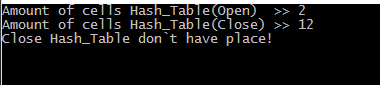 Amount of cells Hash_Table(Open)  >> 2
Amount of cells Hash_Table(Close) >> 12
Close Hash_Table don`t have place!